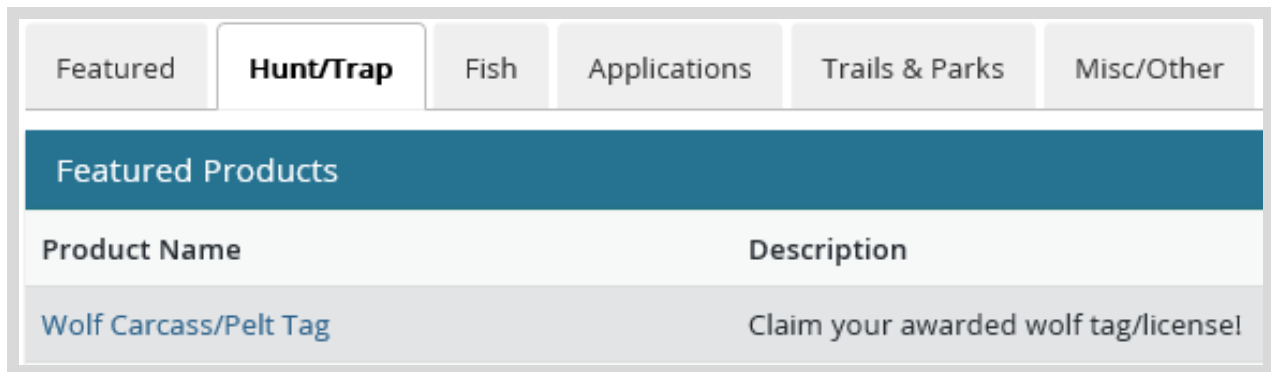 Featured Hunt/Trap Fish Applications Trails & Parks Misc/Other
Featured Products
Product Name Description
Wolf Carcass/Pelt Tag Claim your awarded wolf tag/license!